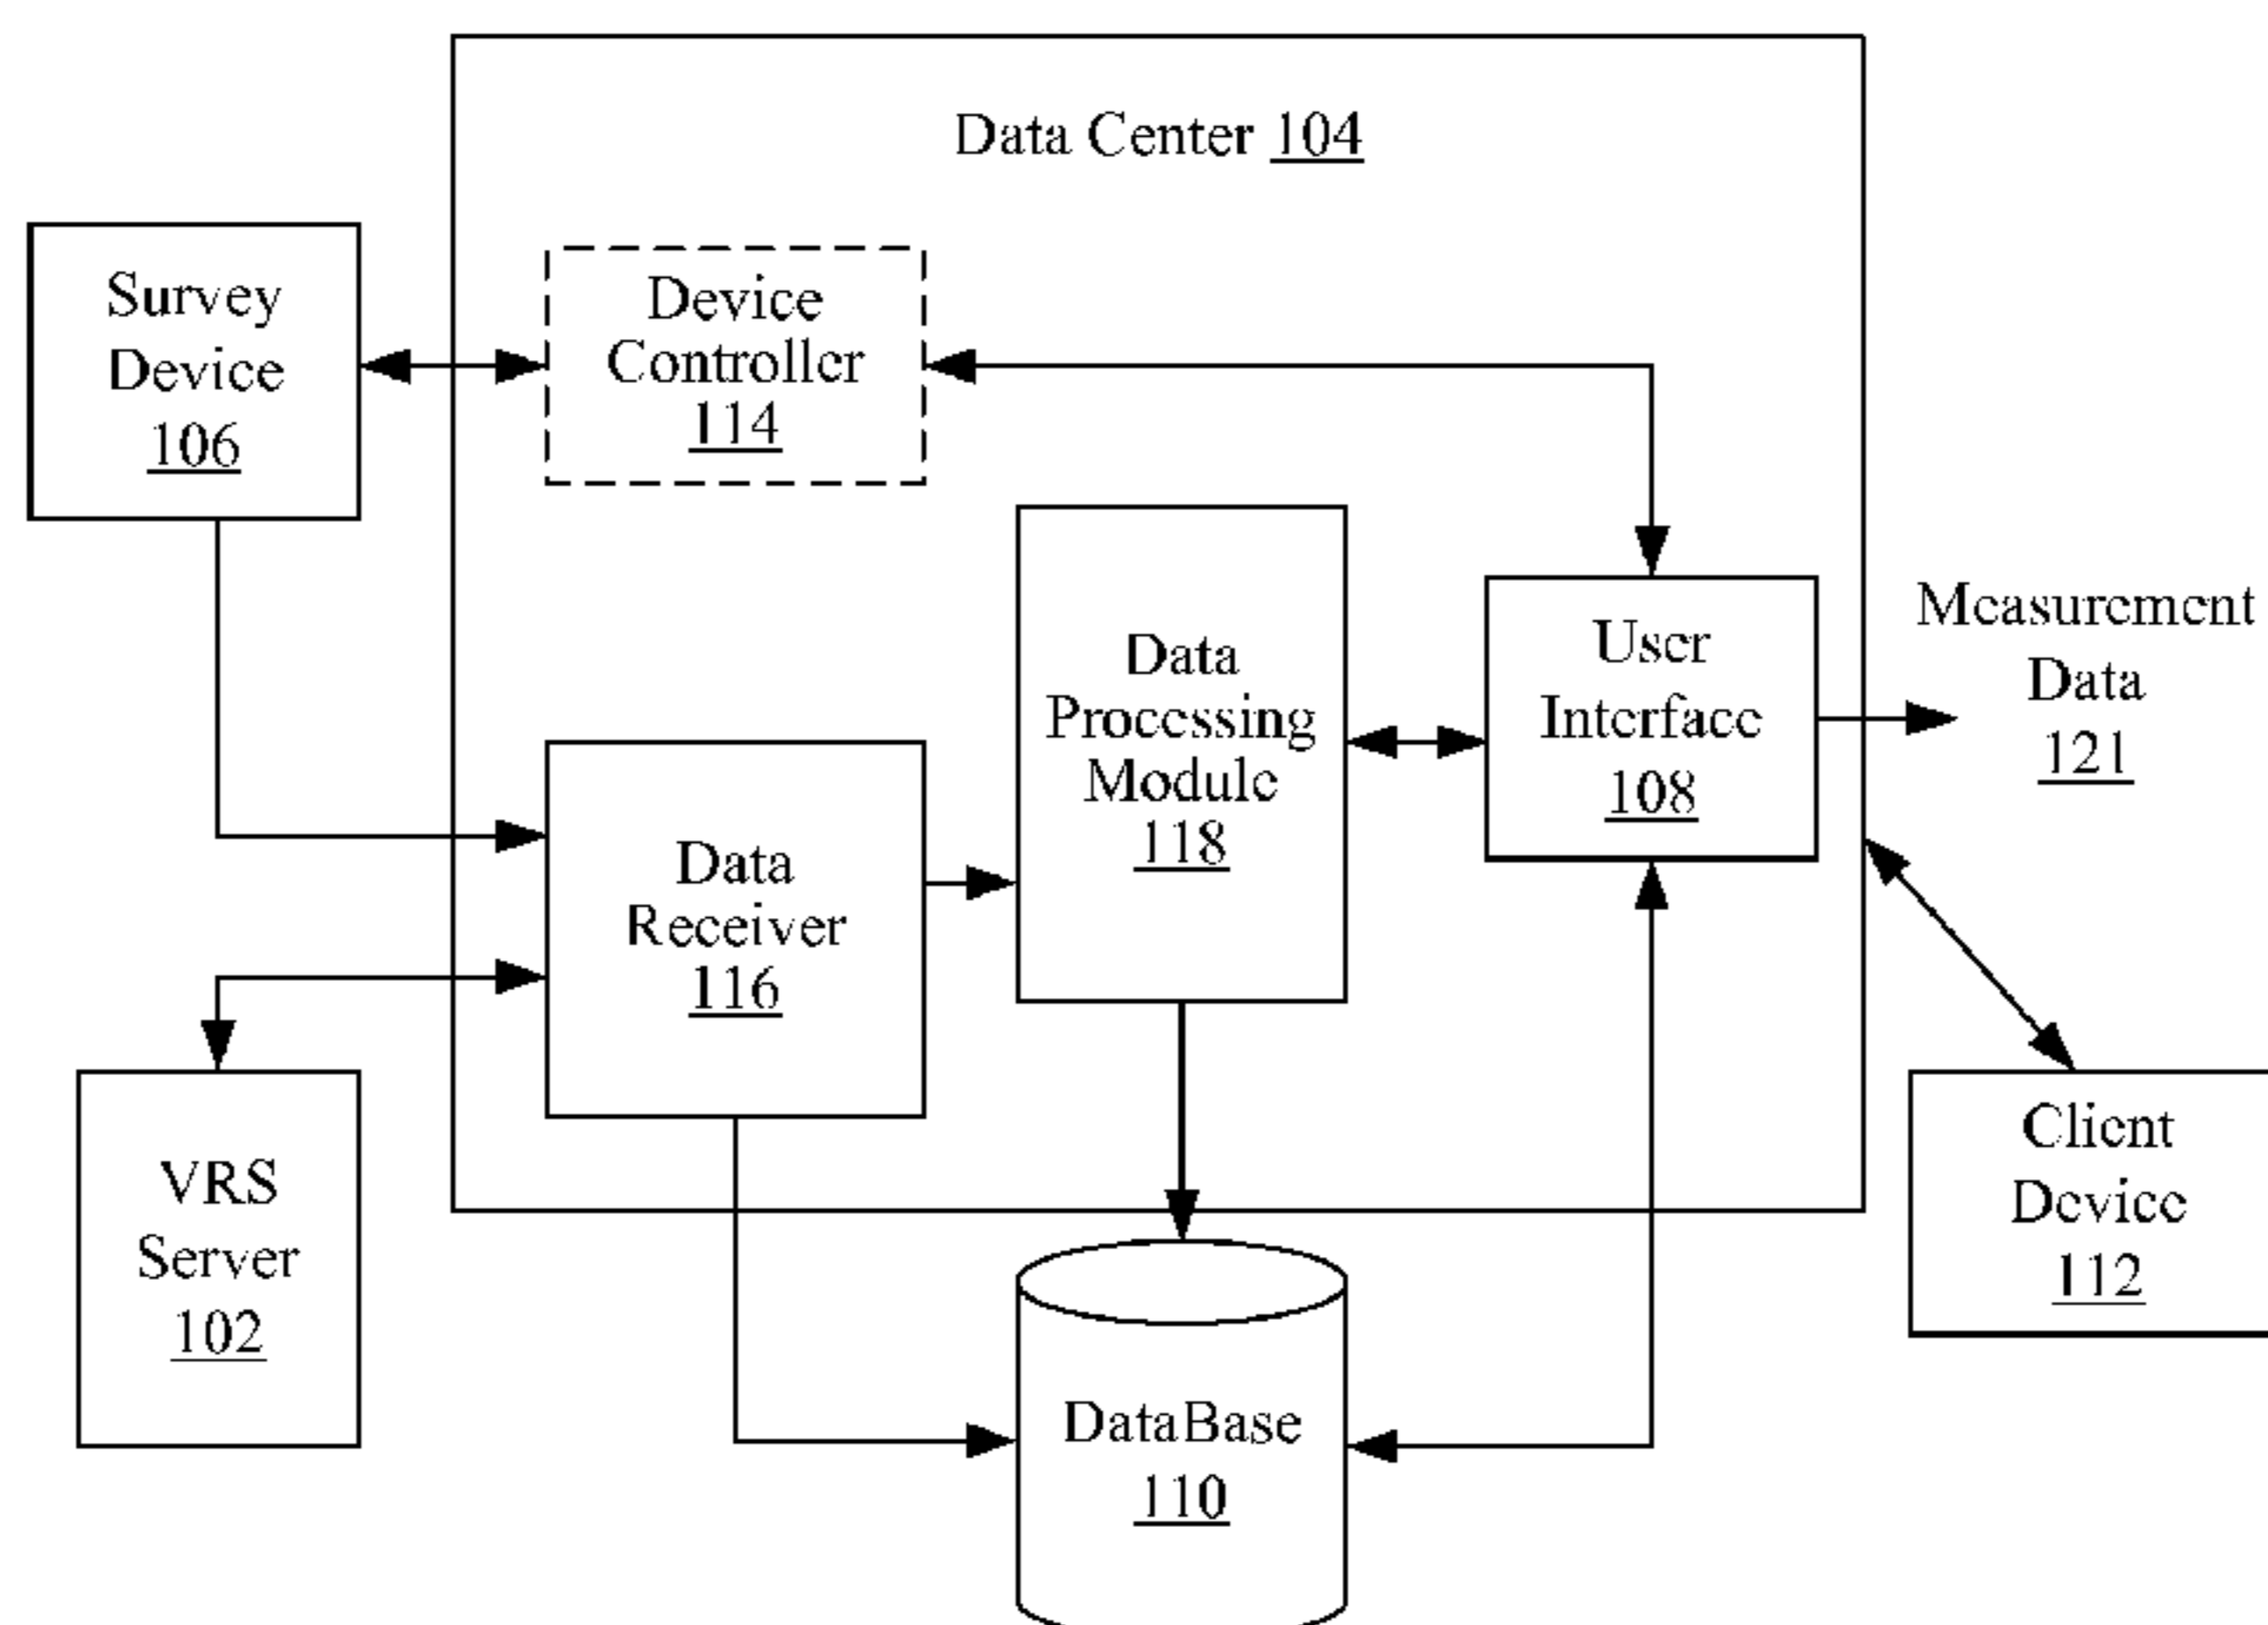 Data Center 104
Survey
Device
106
Device
Controller
114
Data
Processing
Module
118
User
Interface
108
Measurement
Data
121
Data
Receiver
116
VRS
Server
102
Client
Device
112
DataBase
110